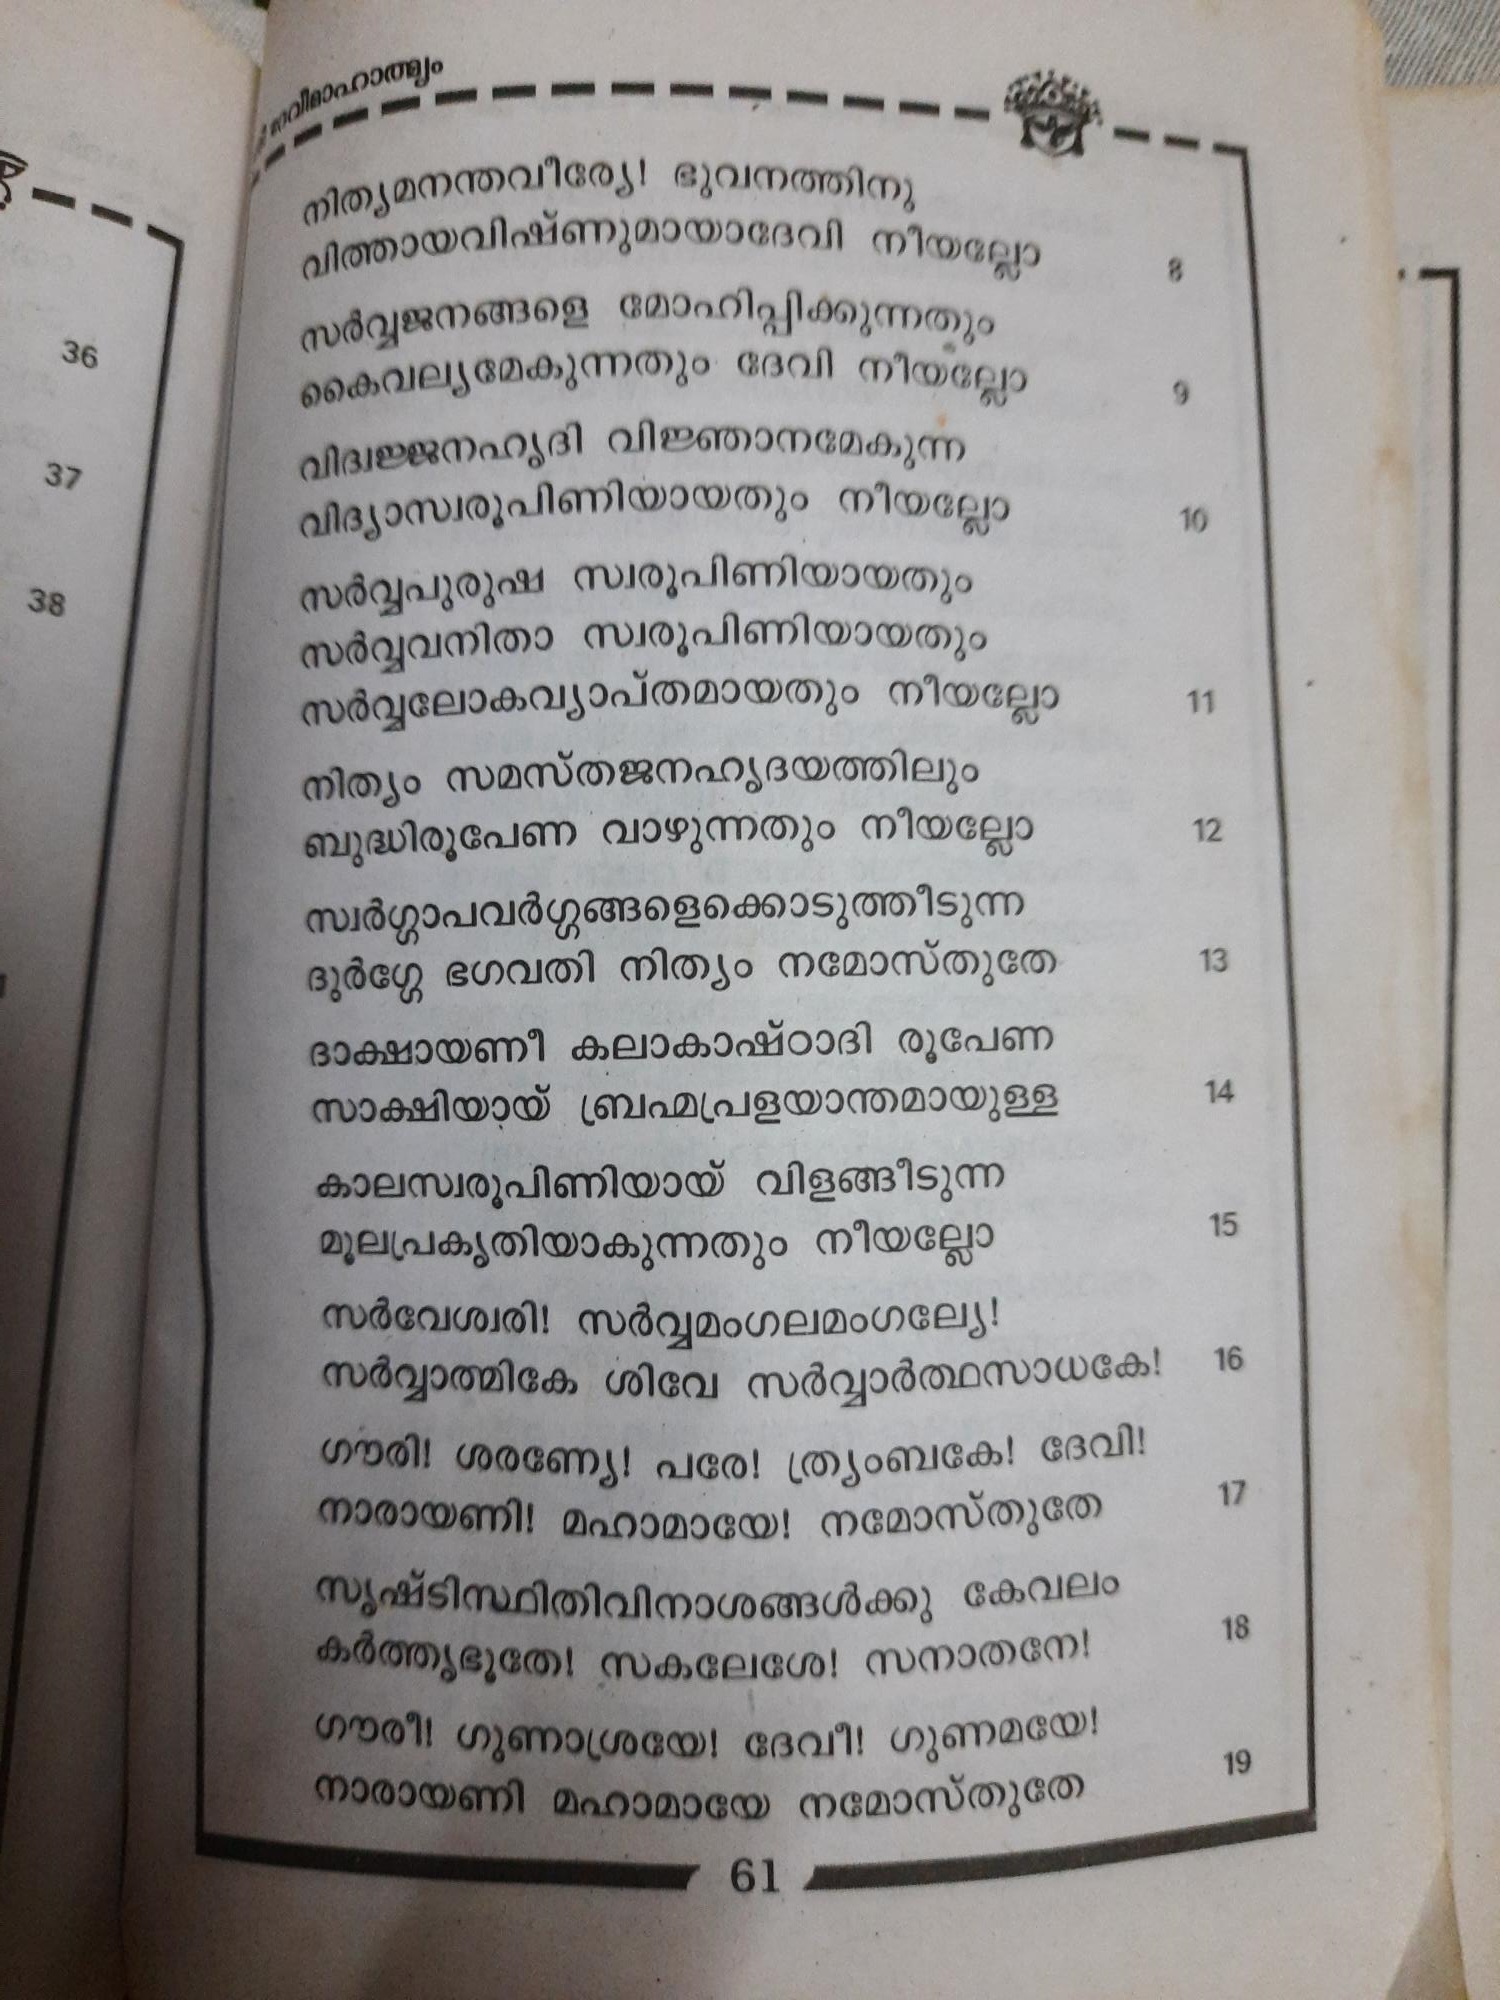 36
37
38
ദേവീമാഹാത്മ്യം
നിത്യമനന്തവീര്യേ! ഭുവനത്തിനു
വിത്തായവിഷ്ണുമായാദേവി നീയല്ലോ 8
സർവ്വജനങ്ങളെ മോഹിപ്പിക്കുന്നതും
കൈവല്യമേകുന്നതും ദേവി നീയല്ലോ 9
വിദ്വജ്ജനഹൃദി വിജ്ഞാനമേകുന്ന
വിദ്യാസ്വരൂപിണിയായതും നീയല്ലോ 10
സർവ്വപുരുഷ സ്വരൂപിണിയായതും
സർവ്വവനിതാ സ്വരൂപിണിയായതും
സർവ്വലോകവ്യാപ്തമായതും നീയല്ലോ 11
നിത്യം സമസ്തജനഹൃദയത്തിലും
ബുദ്ധിരൂപേണ വാഴുന്നതും നീയല്ലോ 12
സ്വർഗ്ഗാപവർഗ്ഗങ്ങളെക്കൊടുത്തീടുന്ന
ദുർഗ്ഗേ ഭഗവതി നിത്യം നമോസ്തുതേ 13
ദാക്ഷായണീ കലാകാഷ്ഠാദി രൂപേണ
സാക്ഷിയായ് ബ്രഹ്മപ്രളയാന്തമായുള്ള 14
കാലസ്വരൂപിണിയായ് വിളങ്ങീടുന്ന
മൂലപ്രകൃതിയാകുന്നതും നീയല്ലോ 15
സർവേശ്വരി! സർവ്വമംഗലമംഗല്യേ!
സർവ്വാത്മികേ ശിവേ സർവ്വാർത്ഥസാധകേ! 16
ഗൗരി! ശരണ്യേ! പരേ! ത്ര്യംബകേ! ദേവി!
നാരായണി! മഹാമായേ! നമോസ്തുതേ 17
സൃഷ്ടിസ്ഥിതിവിനാശങ്ങൾക്കു കേവലം
കർത്തൃഭൂതേ! സകലേശേ! സനാതനേ! 18
ഗൗരീ! ഗുണാശ്രയേ! ദേവീ! ഗുണമയേ!
നാരായണി മഹാമായേ നമോസ്തുതേ 19
61